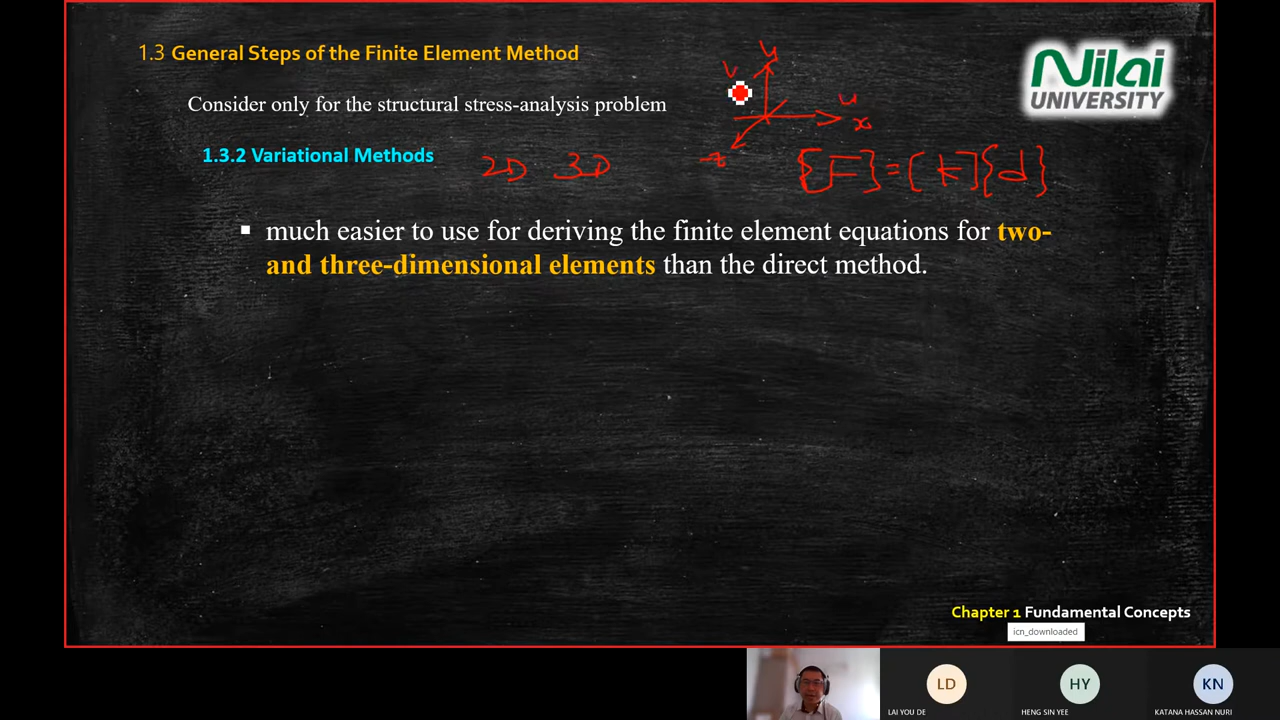 1.3 General Steps of the Finite Element Method
y
v
Nilai
UNIVERSITY
Consider only for the structural stress-analysis problem
u
x
1.3.2 Variational Methods
2D 3D
z
{F}=[k]{d}
▪ much easier to use for deriving the finite element equations for two-
and three-dimensional elements than the direct method.
Chapter 1 Fundamental Concepts
icn_downloaded
LD
HY
KN
LAI YOU DE
HENG SIN YEE
KATANA HASSAN NURI